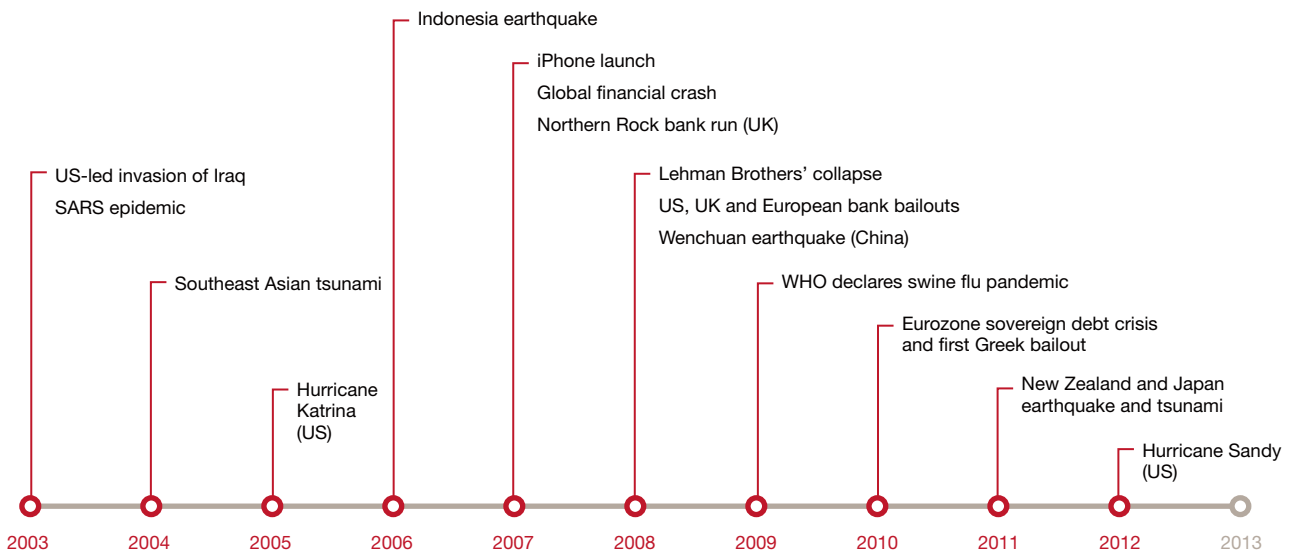 Indonesia earthquake
iPhone launch
Global financial crash
Northern Rock bank run (UK)
US-led invasion of Iraq
SARS epidemic
Lehman Brothers’ collapse
US, UK and European bank bailouts
Wenchuan earthquake (China)
Southeast Asian tsunami
WHO declares swine flu pandemic
Eurozone sovereign debt crisis
and first Greek bailout
Hurricane
Katrina
(US)
New Zealand and Japan
earthquake and tsunami
Hurricane Sandy
(US)
2003 2004 2005 2006 2007 2008 2009 2010 2011 2012 2013